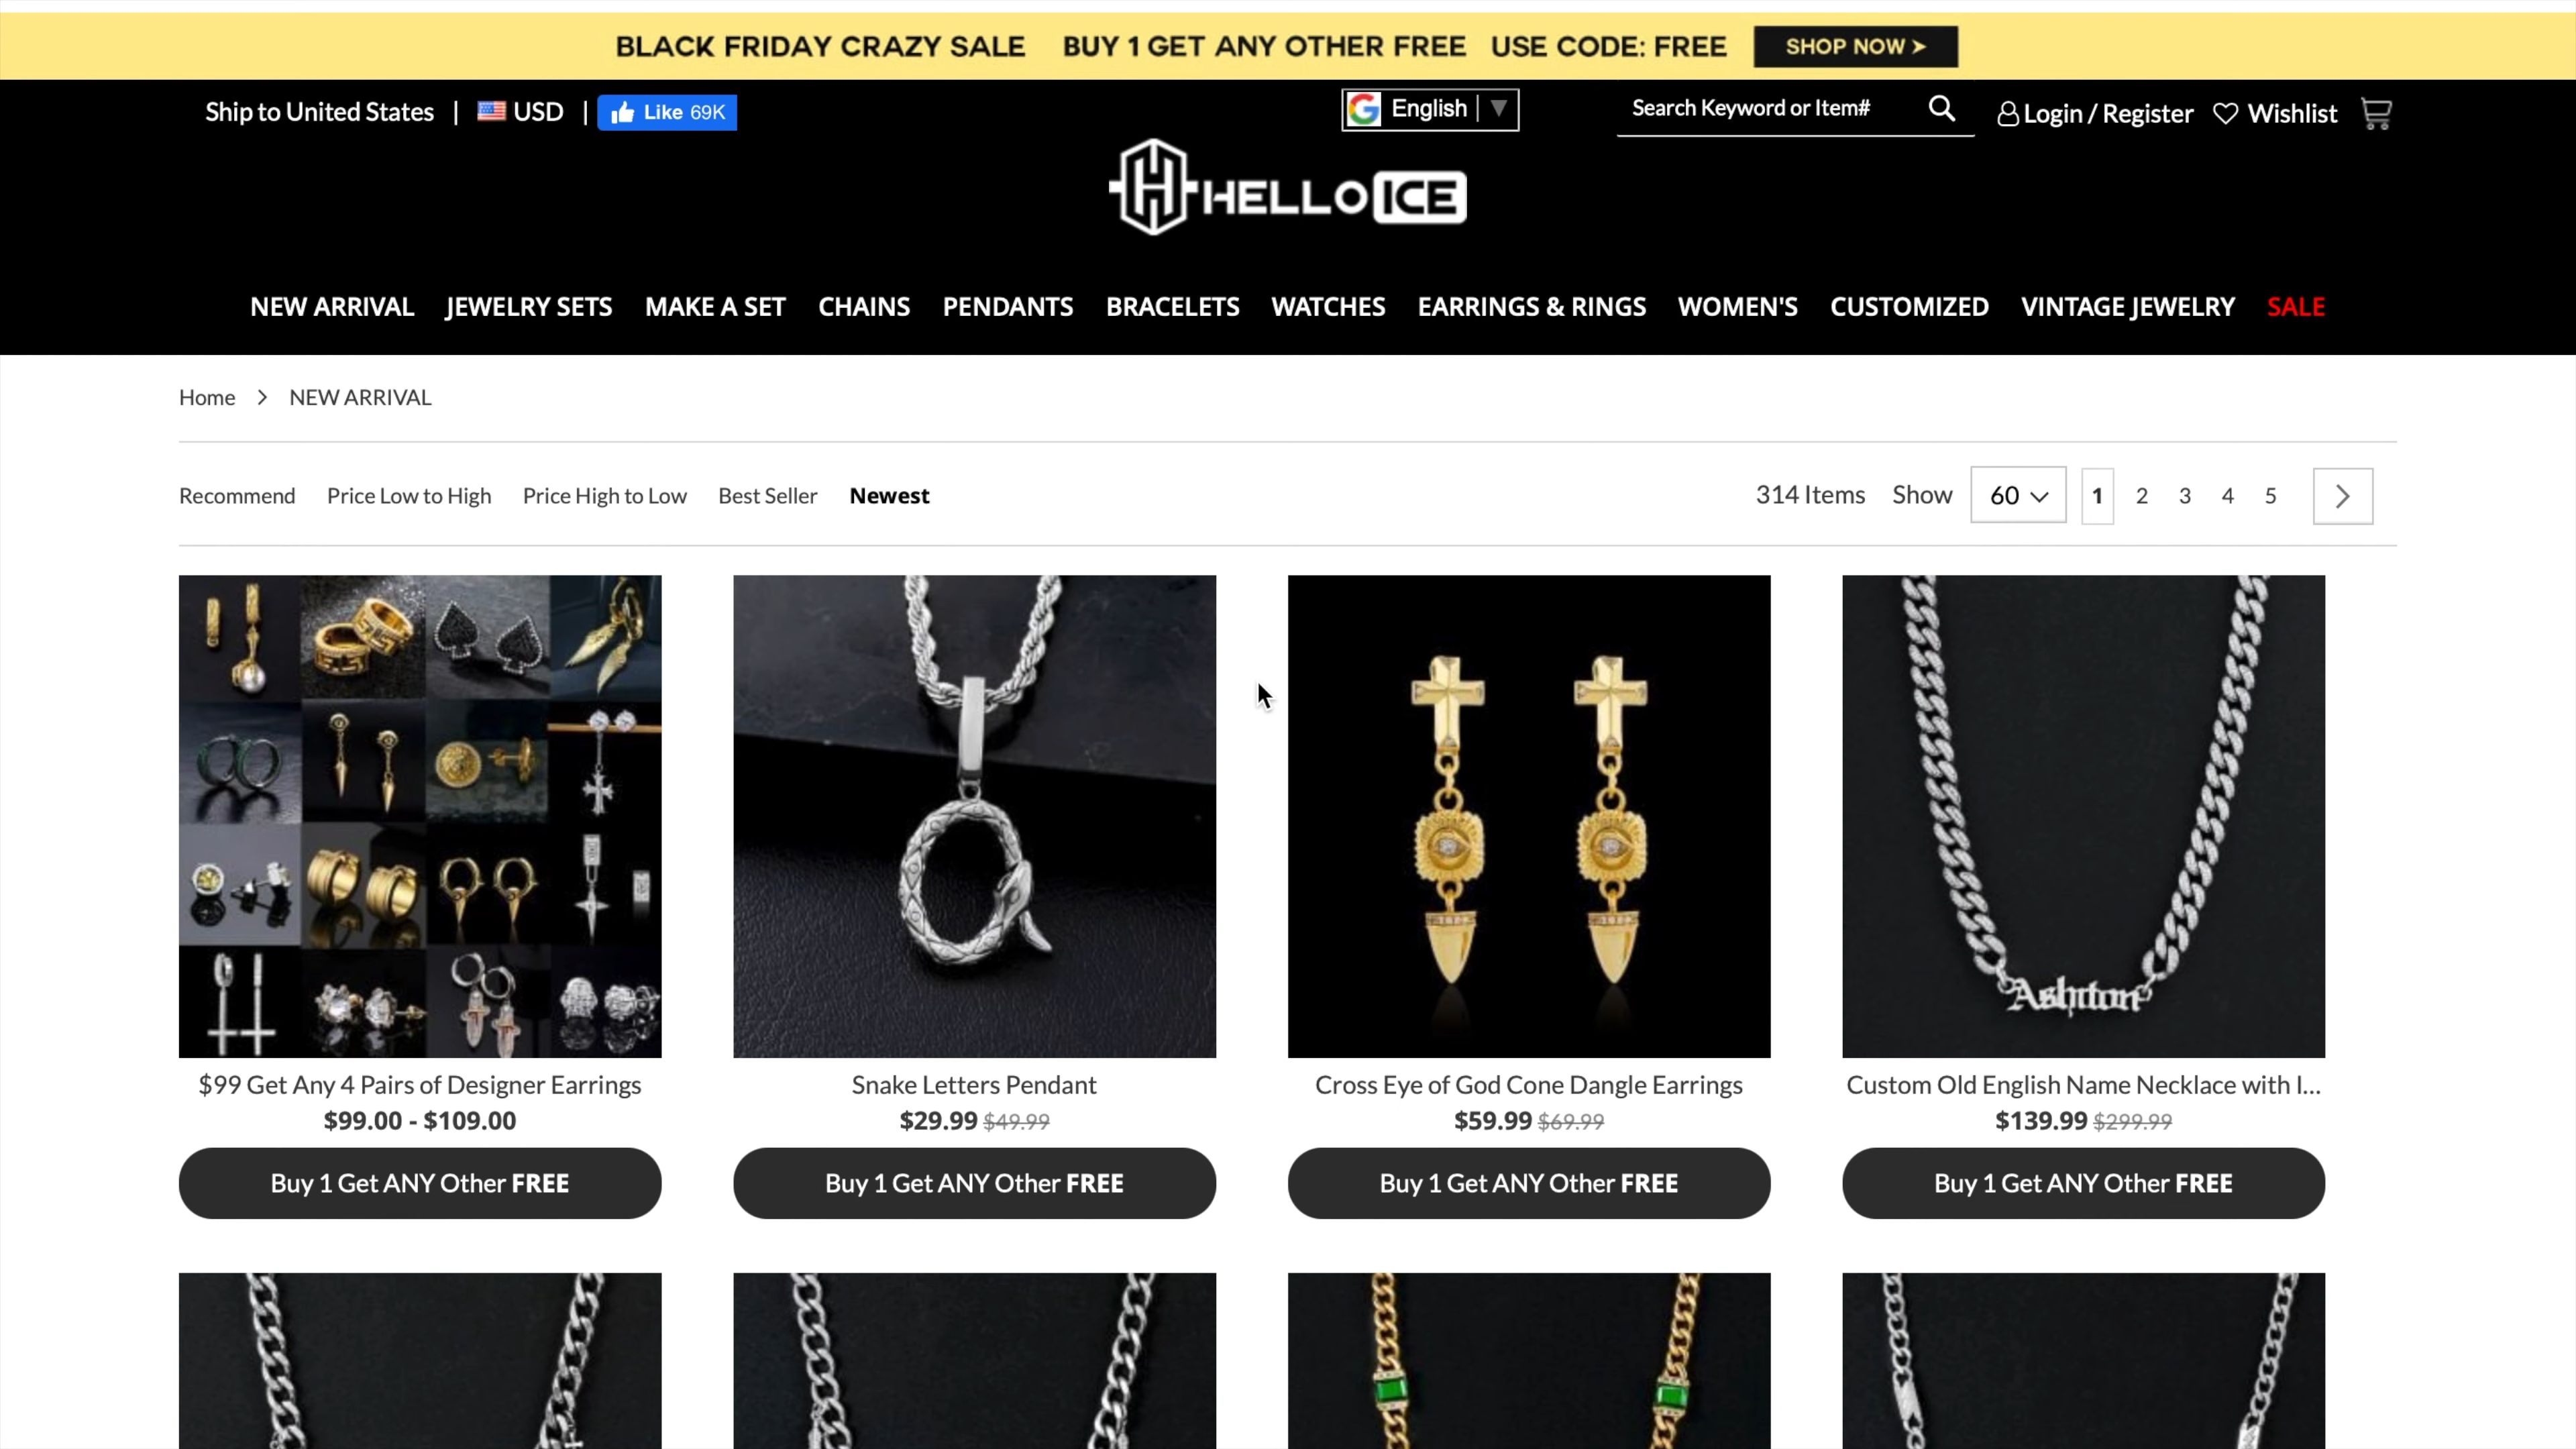 BLACK FRIDAY CRAZY SALE BUY 1 GET ANY OTHER FREE USE CODE: FREE SHOP NOW ➤
Ship to United States | USD | Like 69K English ▼ Search Keyword or Item# Login / Register Wishlist
HELLO ICE
NEW ARRIVAL JEWELRY SETS MAKE A SET CHAINS PENDANTS BRACELETS WATCHES EARRINGS & RINGS WOMEN'S CUSTOMIZED VINTAGE JEWELRY SALE
Home > NEW ARRIVAL
Recommend Price Low to High Price High to Low Best Seller Newest 314 Items Show 60 1 2 3 4 5 >
Ashton
$99 Get Any 4 Pairs of Designer Earrings Snake Letters Pendant Cross Eye of God Cone Dangle Earrings Custom Old English Name Necklace with I...
$99.00 - $109.00 $29.99 $49.99 $59.99 $69.99 $139.99 $299.99
Buy 1 Get ANY Other FREE Buy 1 Get ANY Other FREE Buy 1 Get ANY Other FREE Buy 1 Get ANY Other FREE